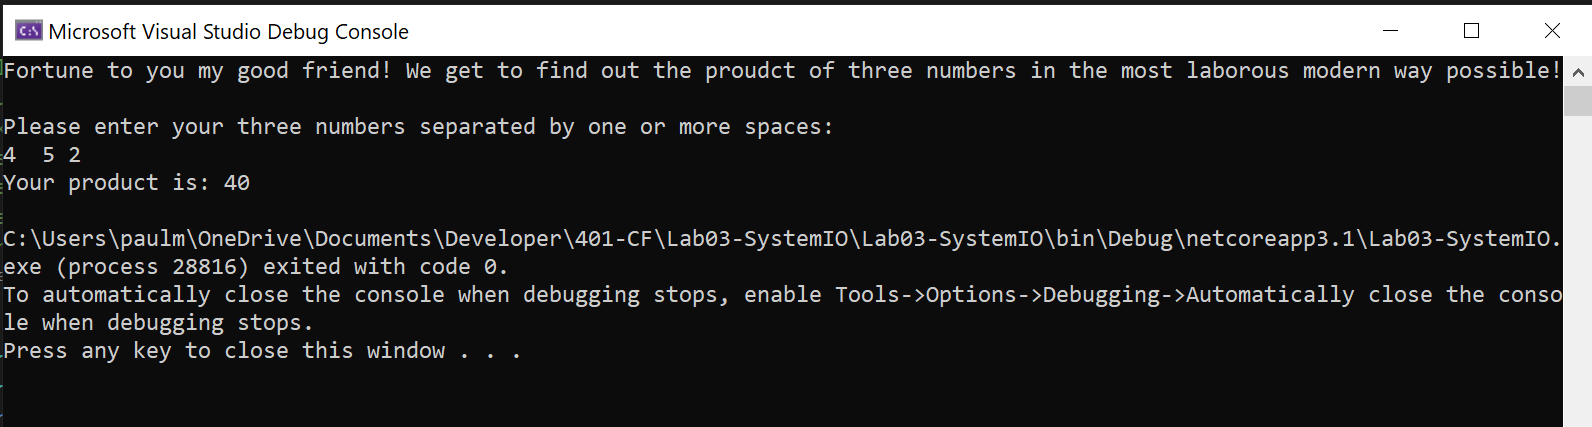 Microsoft Visual Studio Debug Console
Fortune to you my good friend! We get to find out the proudct of three numbers in the most laborous modern way possible!
Please enter your three numbers separated by one or more spaces:
4  5 2
Your product is: 40
C:\Users\paulm\OneDrive\Documents\Developer\401-CF\Lab03-SystemIO\Lab03-SystemIO\bin\Debug\netcoreapp3.1\Lab03-SystemIO.
exe (process 28816) exited with code 0.
To automatically close the console when debugging stops, enable Tools->Options->Debugging->Automatically close the conso
le when debugging stops.
Press any key to close this window . . .